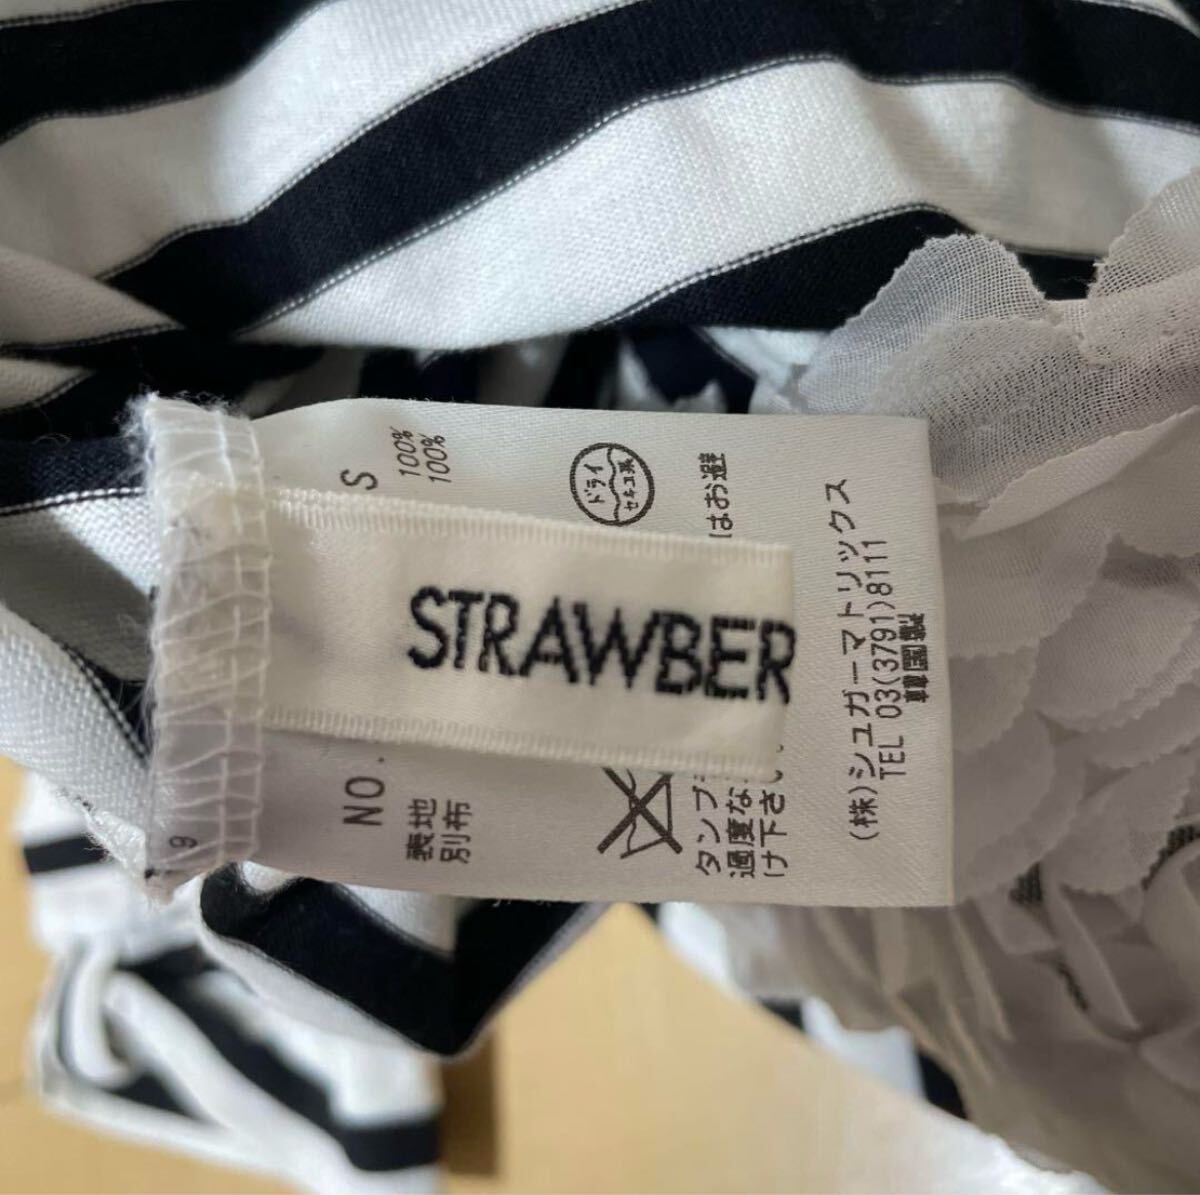 STRAWBER
S
100%
100%
NO.
表地
別布
ドライ
セキユ系
タンブ
はお避
過度な
け下さい
(株)シュガーマトリックス
TEL 03(3791)8111
韓国製
9